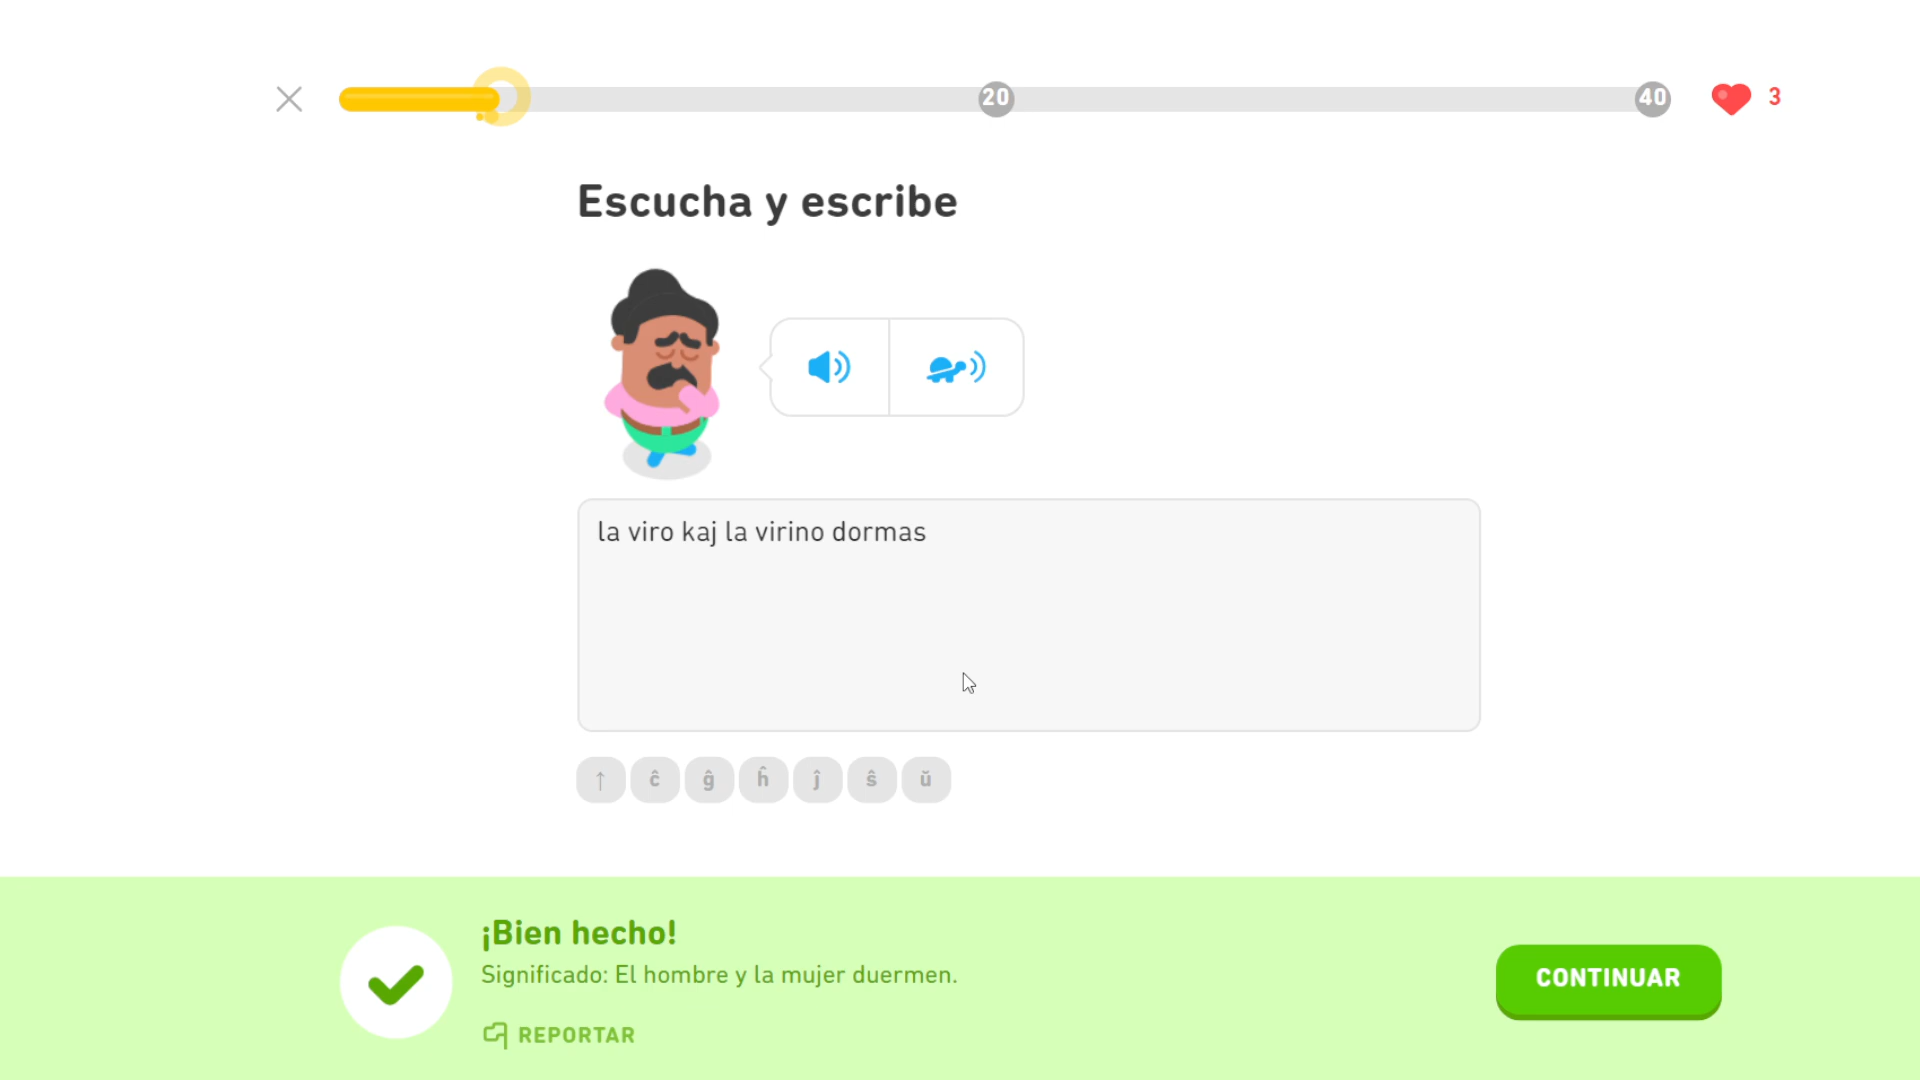 20
40
3
Escucha y escribe
la viro kaj la virino dormas
↑ ĉ ĝ ĥ ĵ ŝ ŭ
¡Bien hecho!
Significado: El hombre y la mujer duermen.
REPORTAR
CONTINUAR